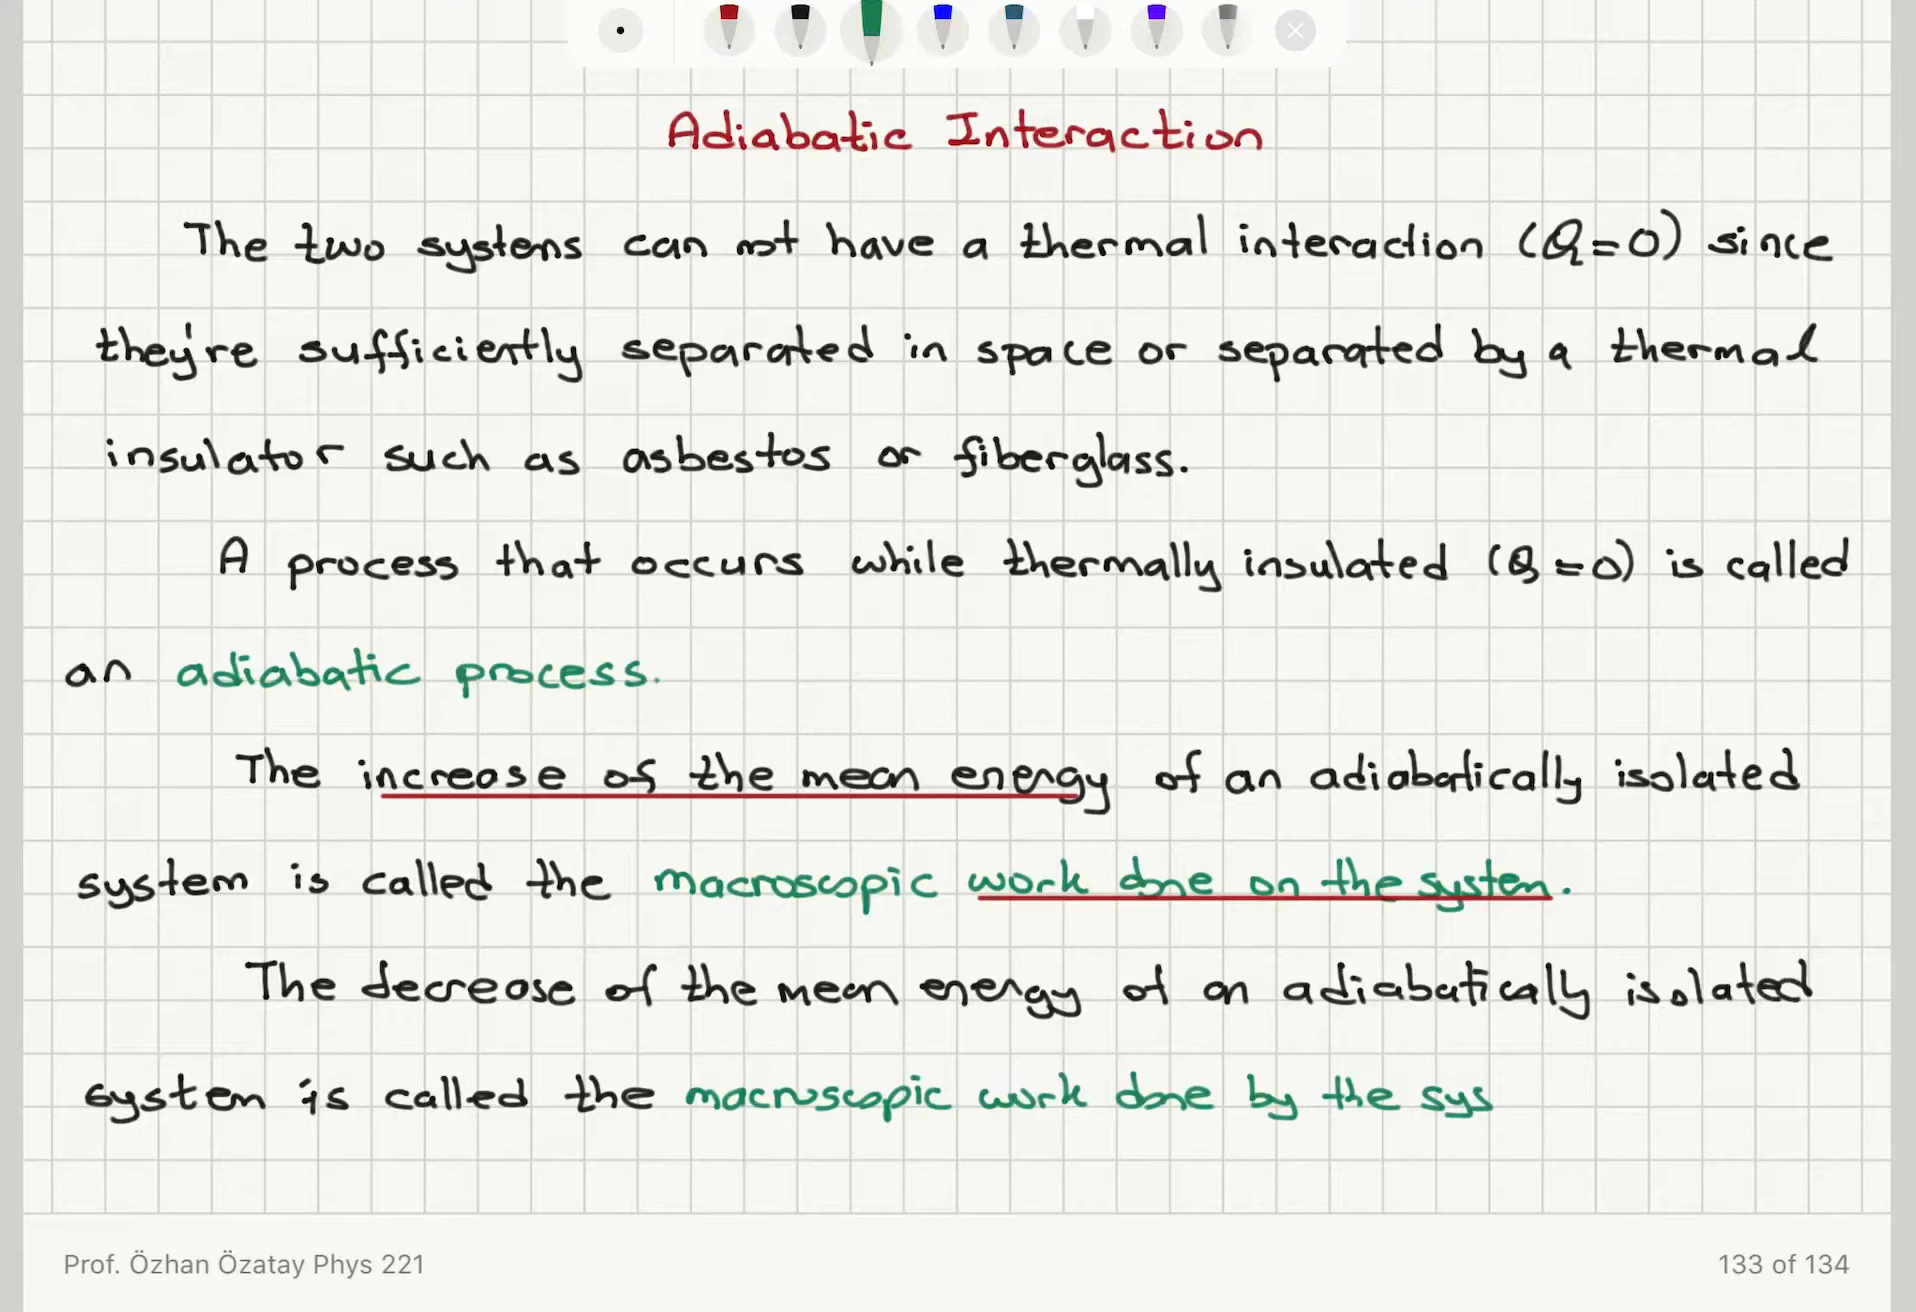 Adiabatic Interaction
The two systems can not have a thermal interaction (Q=0) since
they're sufficiently separated in space or separated by a thermal
insulator such as asbestos or fiberglass.
A process that occurs while thermally insulated (Q=0) is called
an adiabatic process.
The increase of the mean energy of an adiabatically isolated
system is called the macroscopic work done on the system.
The decrease of the mean energy of an adiabatically isolated
system is called the macroscopic work done by the sys
Prof. Özhan Özatay Phys 221
133 of 134